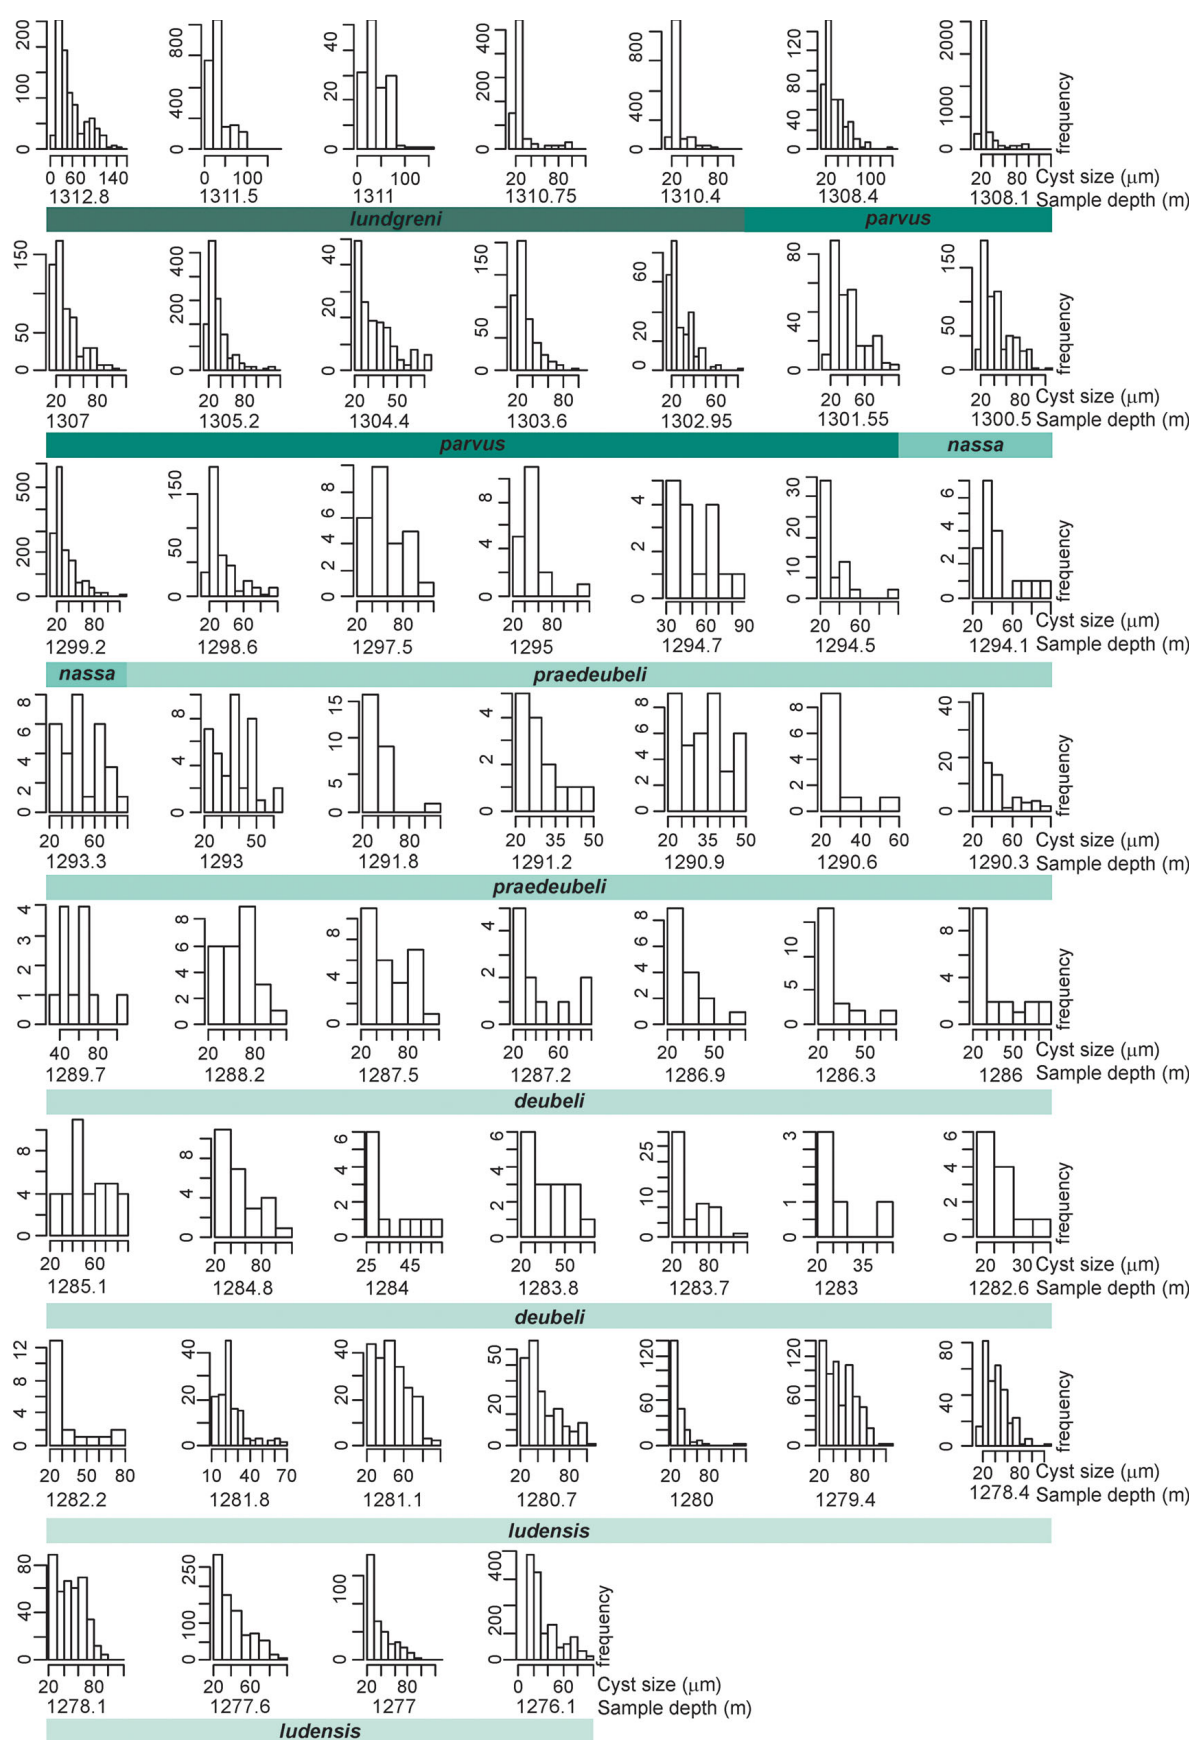 0 100 200
0 400 800
0 20 40
0 200 400
0 400 800
0 40 80 120
0 1000 2000
frequency
0 60 140 0 100 0 100 20 80 20 80 20 100 20 80 Cyst size (μm)
1312.8 1311.5 1311 1310.75 1310.4 1308.4 1308.1 Sample depth (m)
lundgreni parvus
0 50 150
0 200 400
0 20 40
0 50 150
0 20 60
0 40 80
0 50 150
frequency
20 80 20 80 20 50 20 80 20 60 20 80 20 80 Cyst size (μm)
1307 1305.2 1304.4 1303.6 1302.95 1301.55 1300.5 Sample depth (m)
parvus nassa
0 200 500
0 50 150
0 2 4 6 8
0 4 8
0 2 4
0 10 20 30
0 2 4 6
frequency
20 80 20 80 20 80 20 80 30 60 90 20 60 20 60 Cyst size (μm)
1299.2 1298.6 1297.5 1295 1294.7 1294.5 1294.1 Sample depth (m)
nassa praedeubeli
0 2 4 6 8
0 4 8
0 5 10 15
0 2 4
0 2 4 6 8
0 2 4 8
0 20 40
frequency
20 60 20 50 20 80 20 30 40 50 20 35 50 20 40 60 20 60 Cyst size (μm)
1293.3 1293 1291.8 1291.2 1290.9 1290.6 1290.3 Sample depth (m)
praedeubeli
0 1 2 3 4
0 2 4 6 8
0 4 8
0 2 4
0 2 4 6 8
0 5 10
0 4 8
frequency
40 80 20 80 20 80 20 60 20 50 20 50 20 50 Cyst size (μm)
1289.7 1288.2 1287.5 1287.2 1286.9 1286.3 1286 Sample depth (m)
deubeli
0 4 8
0 4 8
0 2 4 6
0 2 4 6
0 10 25
0 1 3
0 2 4 6
frequency
20 60 20 80 25 45 20 50 20 80 20 35 20 30 Cyst size (μm)
1285.1 1284.8 1284 1283.8 1283.7 1283 1282.6 Sample depth (m)
deubeli
0 4 8 12
0 20 40
0 20 40
0 20 50
0 60 120
0 60 120
0 40 80
frequency
20 50 80 10 40 70 20 60 20 80 20 80 20 80 20 80 Cyst size (μm)
1282.2 1281.8 1281.1 1280.7 1280 1279.4 1278.4 Sample depth (m)
ludensis
0 40 80
0 100 250
0 100
0 200 400
frequency
20 80 20 60 20 80 0 60 Cyst size (μm)
1278.1 1277.6 1277 1276.1 Sample depth (m)
ludensis